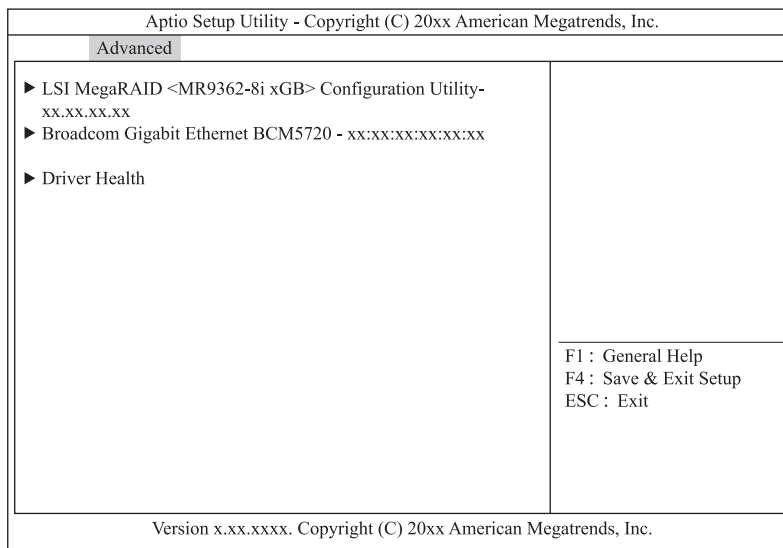 Aptio Setup Utility - Copyright (C) 20xx American Megatrends, Inc.
Advanced
▶ LSI MegaRAID <MR9362-8i xGB> Configuration Utility-
xx.xx.xx.xx
▶ Broadcom Gigabit Ethernet BCM5720 - xx:xx:xx:xx:xx:xx
▶ Driver Health
F1 : General Help
F4 : Save & Exit Setup
ESC : Exit
Version x.xx.xxxx. Copyright (C) 20xx American Megatrends, Inc.